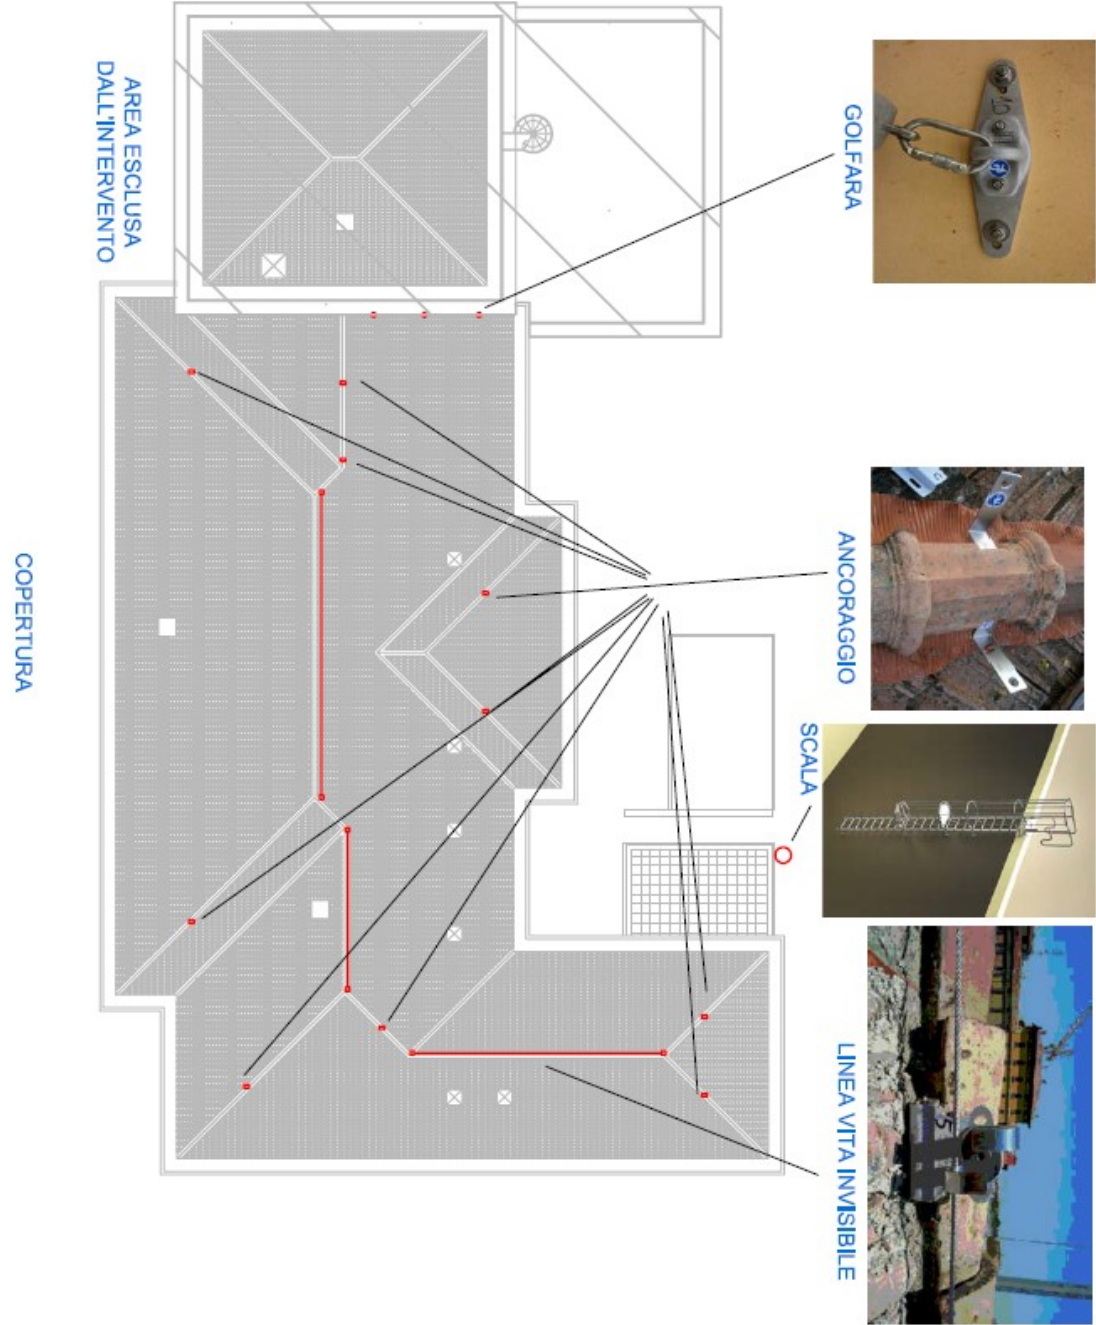 GOLFARA
ANCORAGGIO
SCALA
LINEA VITA INVISIBILE
AREA ESCLUSA
DALL'INTERVENTO
COPERTURA